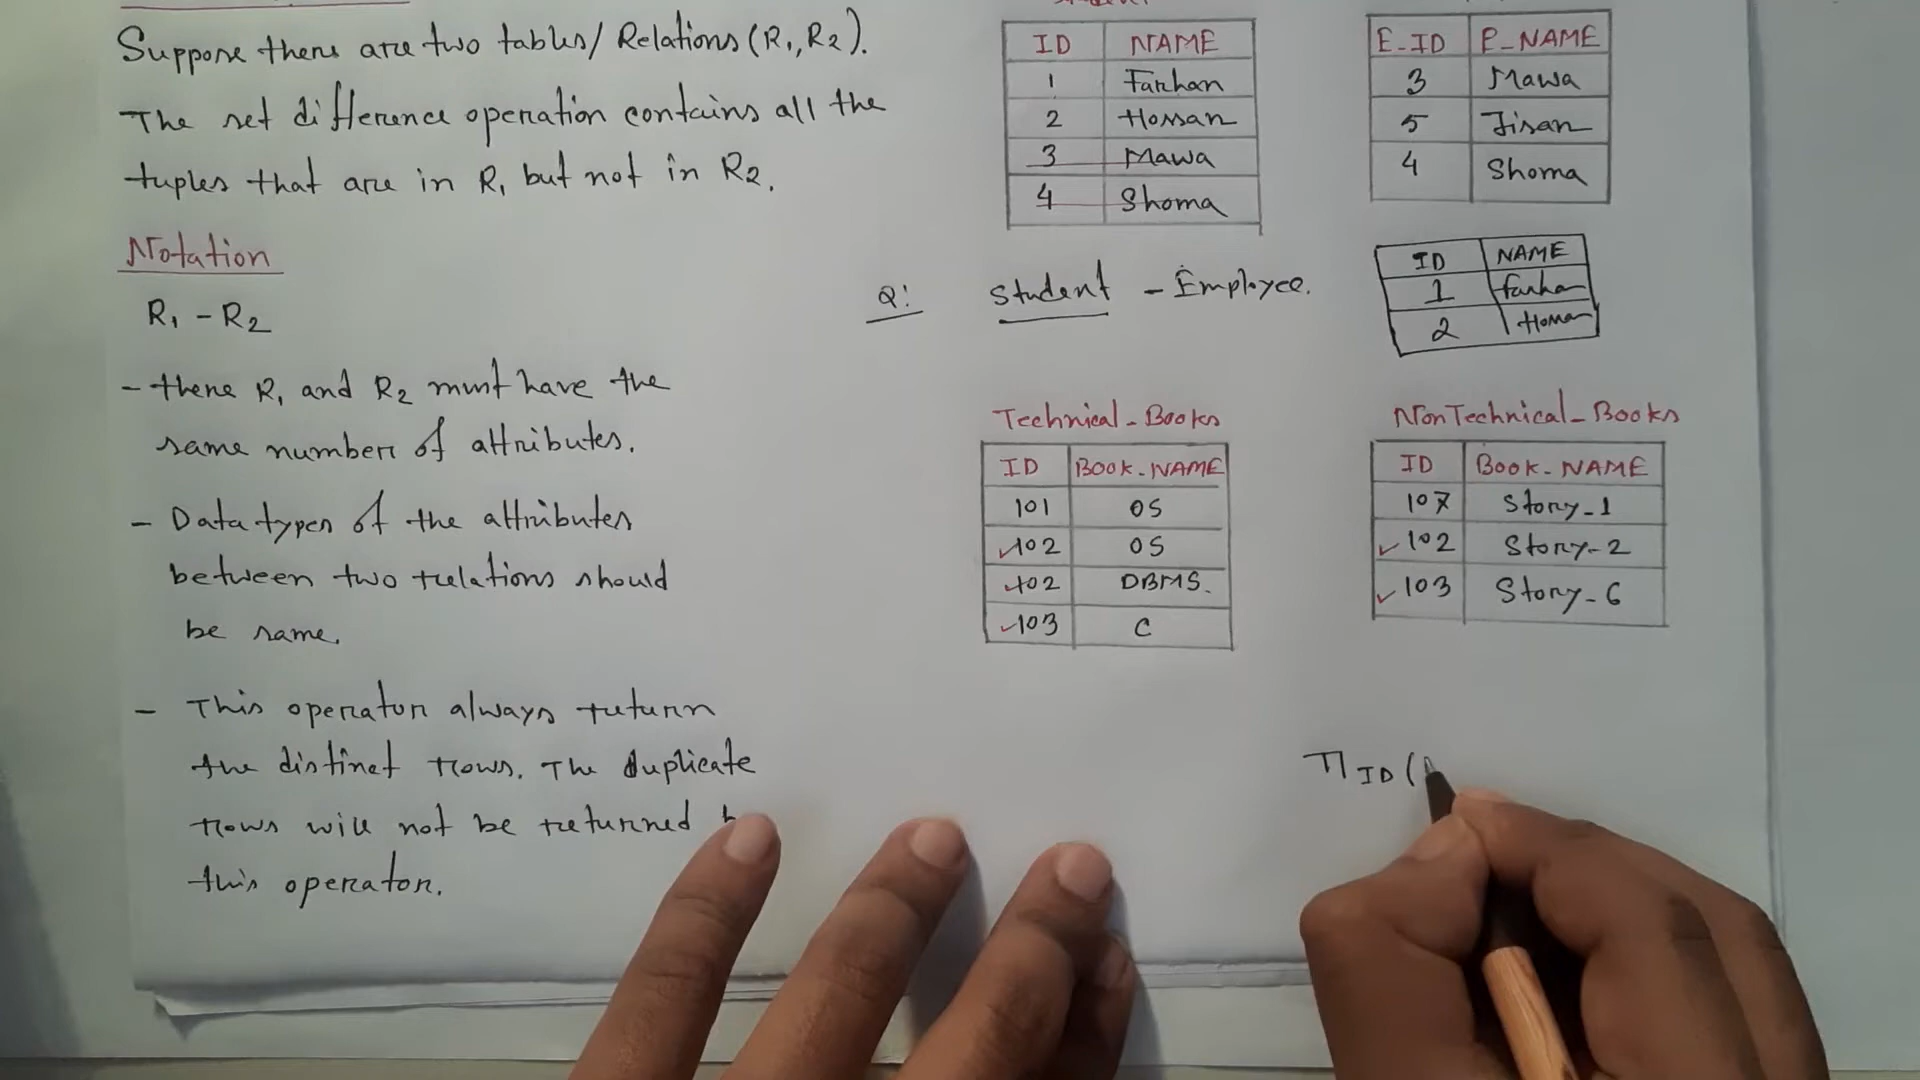 Suppose there are two tables/Relations (R1, R2).
The set difference operation contains all the
tuples that are in R1 but not in R2.
Notation
R1 - R2
- there R1 and R2 must have the
same number of attributes.
- Data types of the attributes
between two relations should
be same.
- This operator always return
the distinct rows. The duplicate
rows will not be returned
this operator.
ID NAME
1 Farhan
2 Hossan
3 Mawa
4 Shoma
E_ID E_NAME
3 Mawa
5 Jisan
4 Shoma
Q: Student - Employee.
ID NAME
1 Farhan
2
Technical_Books
ID BOOK_NAME
101 OS
102 OS
102 DBMS.
103 C
NonTechnical_Books
ID BOOK_NAME
107 Story_1
102 Story_2
103 Story_6
π ID (